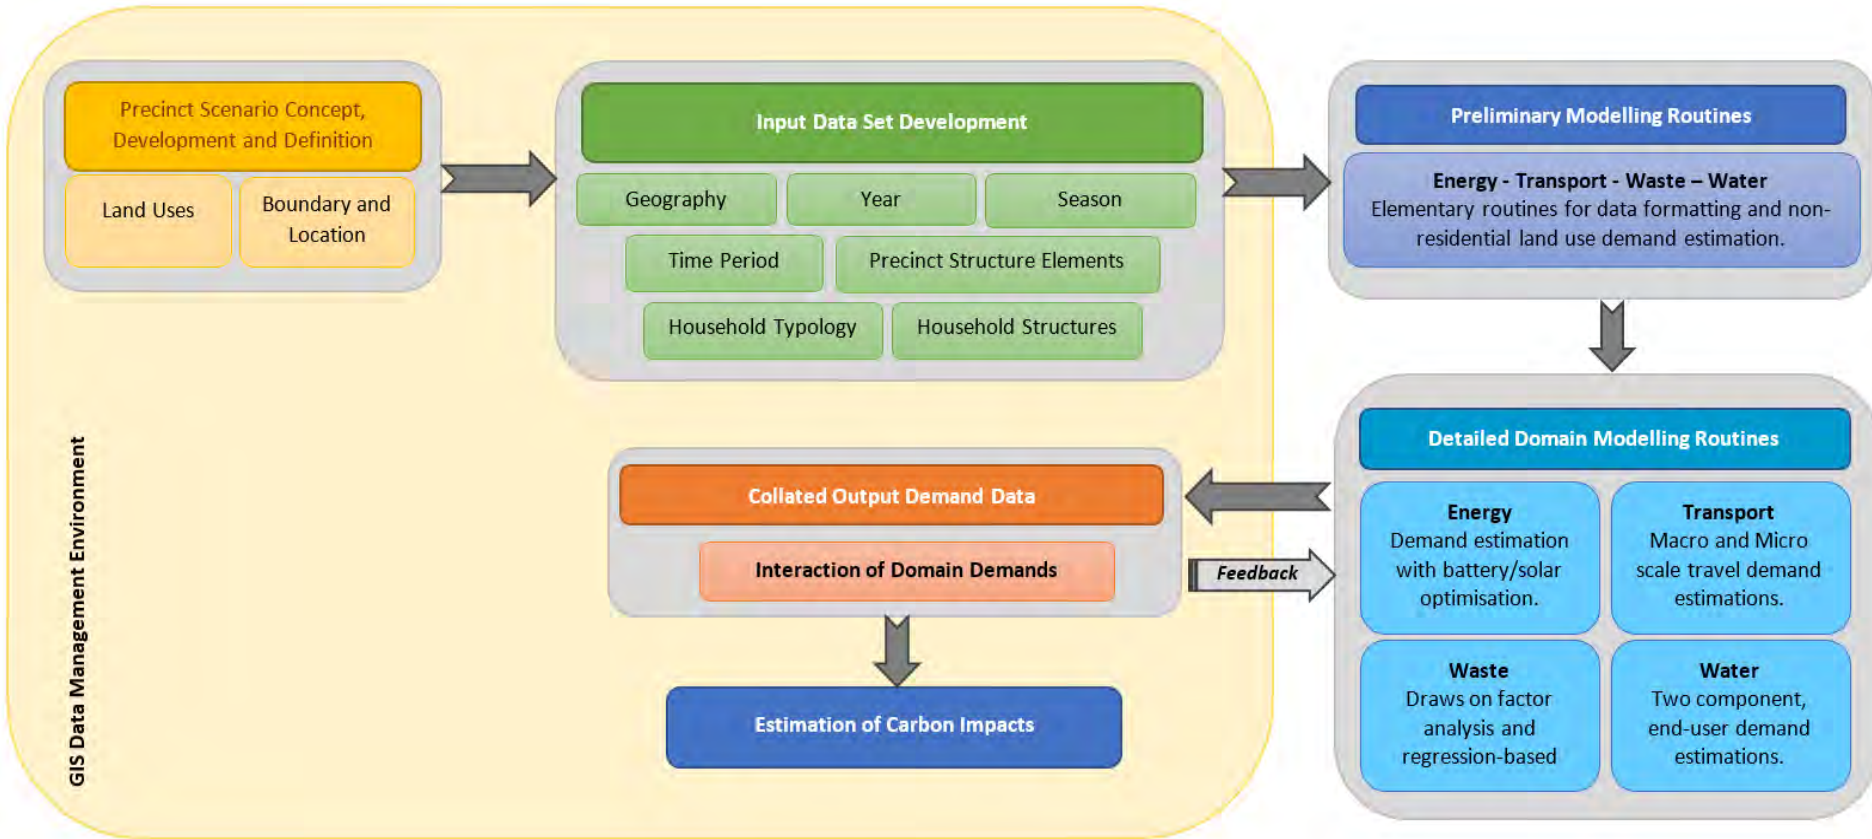 Precinct Scenario Concept,
Development and Definition
Land Uses
Boundary and
Location
Input Data Set Development
Geography
Year
Season
Time Period
Precinct Structure Elements
Household Typology
Household Structures
Preliminary Modelling Routines
Energy - Transport - Waste – Water
Elementary routines for data formatting and non-
residential land use demand estimation.
Detailed Domain Modelling Routines
Energy
Demand estimation
with battery/solar
optimisation.
Transport
Macro and Micro
scale travel demand
estimations.
Waste
Draws on factor
analysis and
regression-based
Water
Two component,
end-user demand
estimations.
Collated Output Demand Data
Interaction of Domain Demands
Feedback
Estimation of Carbon Impacts
GIS Data Management Environment